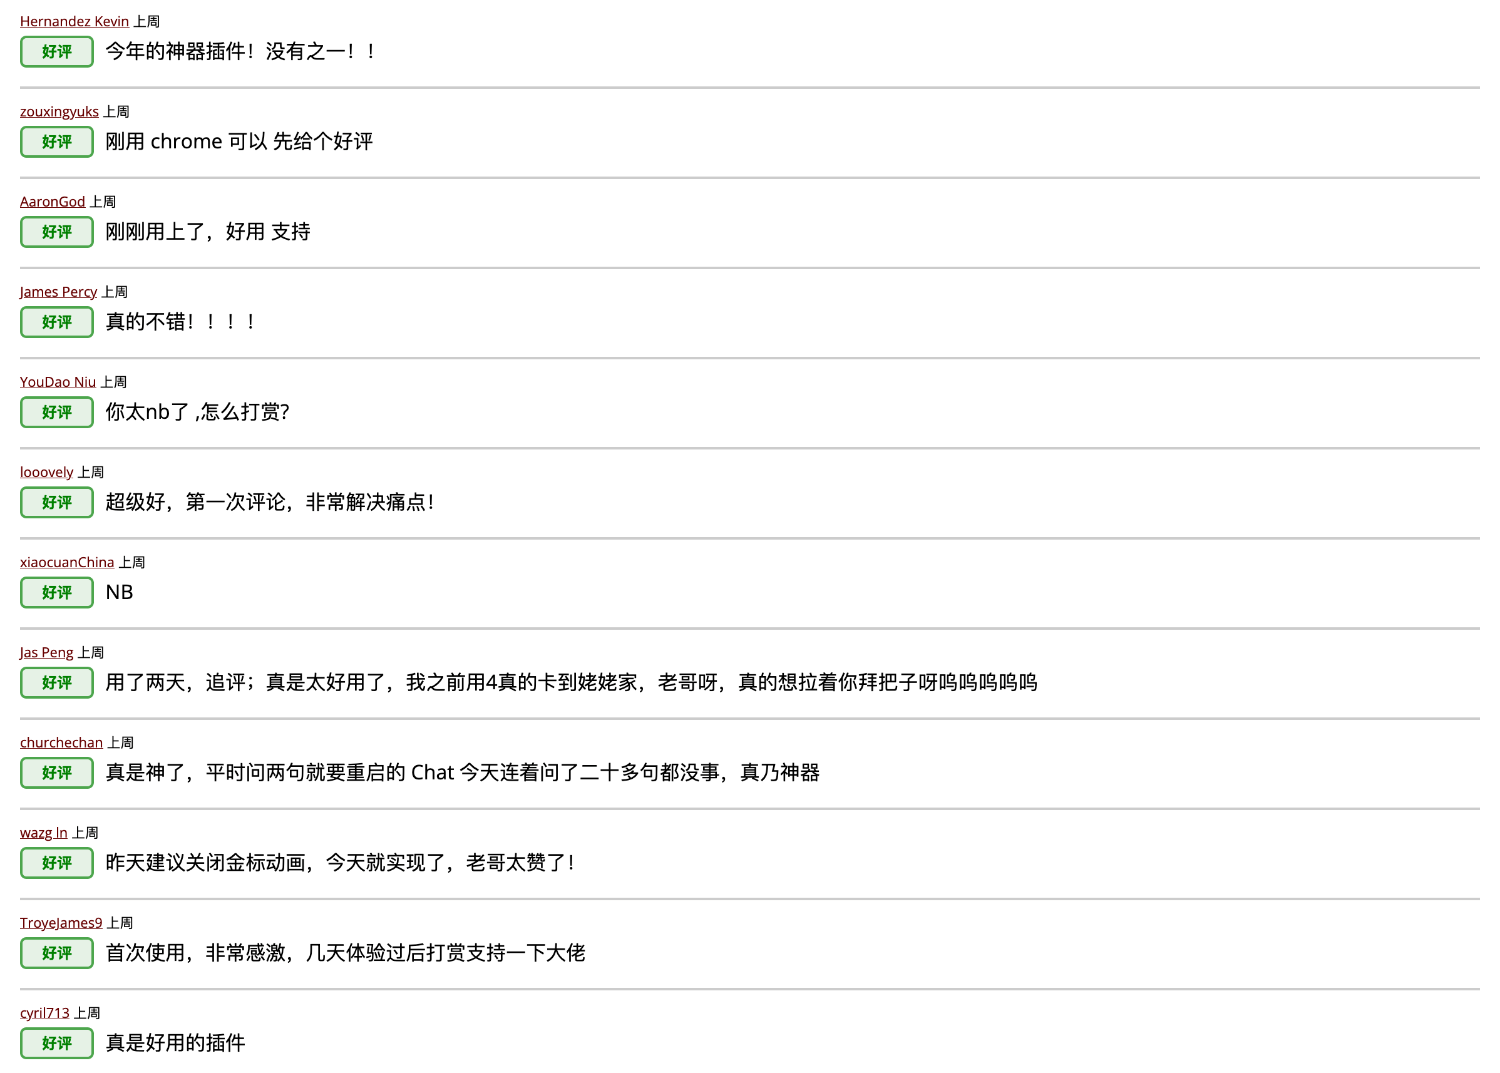 Hernandez Kevin 上周
好评 今年的神器插件！没有之一！！
zouxingyuks 上周
好评 刚用 chrome 可以 先给个好评
AaronGod 上周
好评 刚刚用上了，好用 支持
James Percy 上周
好评 真的不错！！！！
YouDao Niu 上周
好评 你太nb了 ,怎么打赏?
looovely 上周
好评 超级好，第一次评论，非常解决痛点！
xiaocuanChina 上周
好评 NB
Jas Peng 上周
好评 用了两天，追评；真是太好用了，我之前用4真的卡到姥姥家，老哥呀，真的想拉着你拜把子呀呜呜呜呜呜
churchechan 上周
好评 真是神了，平时问两句就要重启的 Chat 今天连着问了二十多句都没事，真乃神器
wazg ln 上周
好评 昨天建议关闭金标动画，今天就实现了，老哥太赞了！
TroyeJames9 上周
好评 首次使用，非常感激，几天体验过后打赏支持一下大佬
cyril713 上周
好评 真是好用的插件